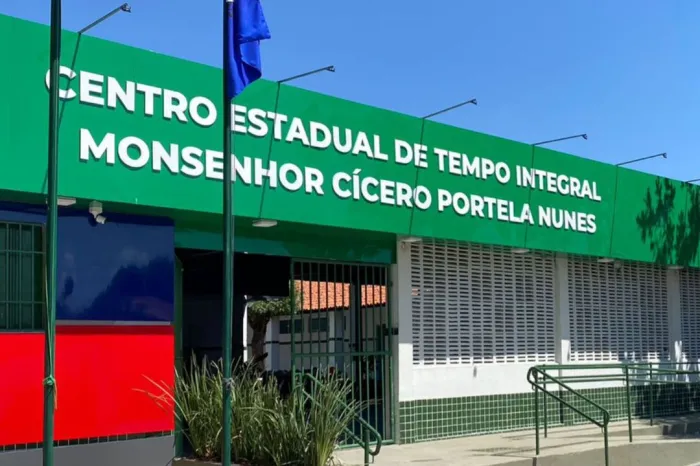 CENTRO ESTADUAL DE TEMPO INTEGRAL
MONSENHOR CÍCERO PORTELA NUNES